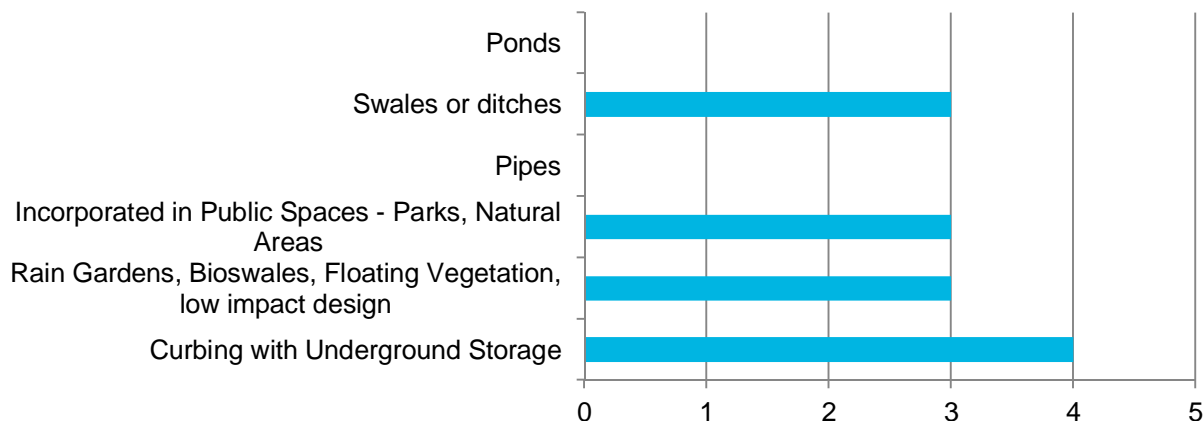 Ponds
Swales or ditches
Pipes
Incorporated in Public Spaces - Parks, Natural
Areas
Rain Gardens, Bioswales, Floating Vegetation,
low impact design
Curbing with Underground Storage
0 1 2 3 4 5